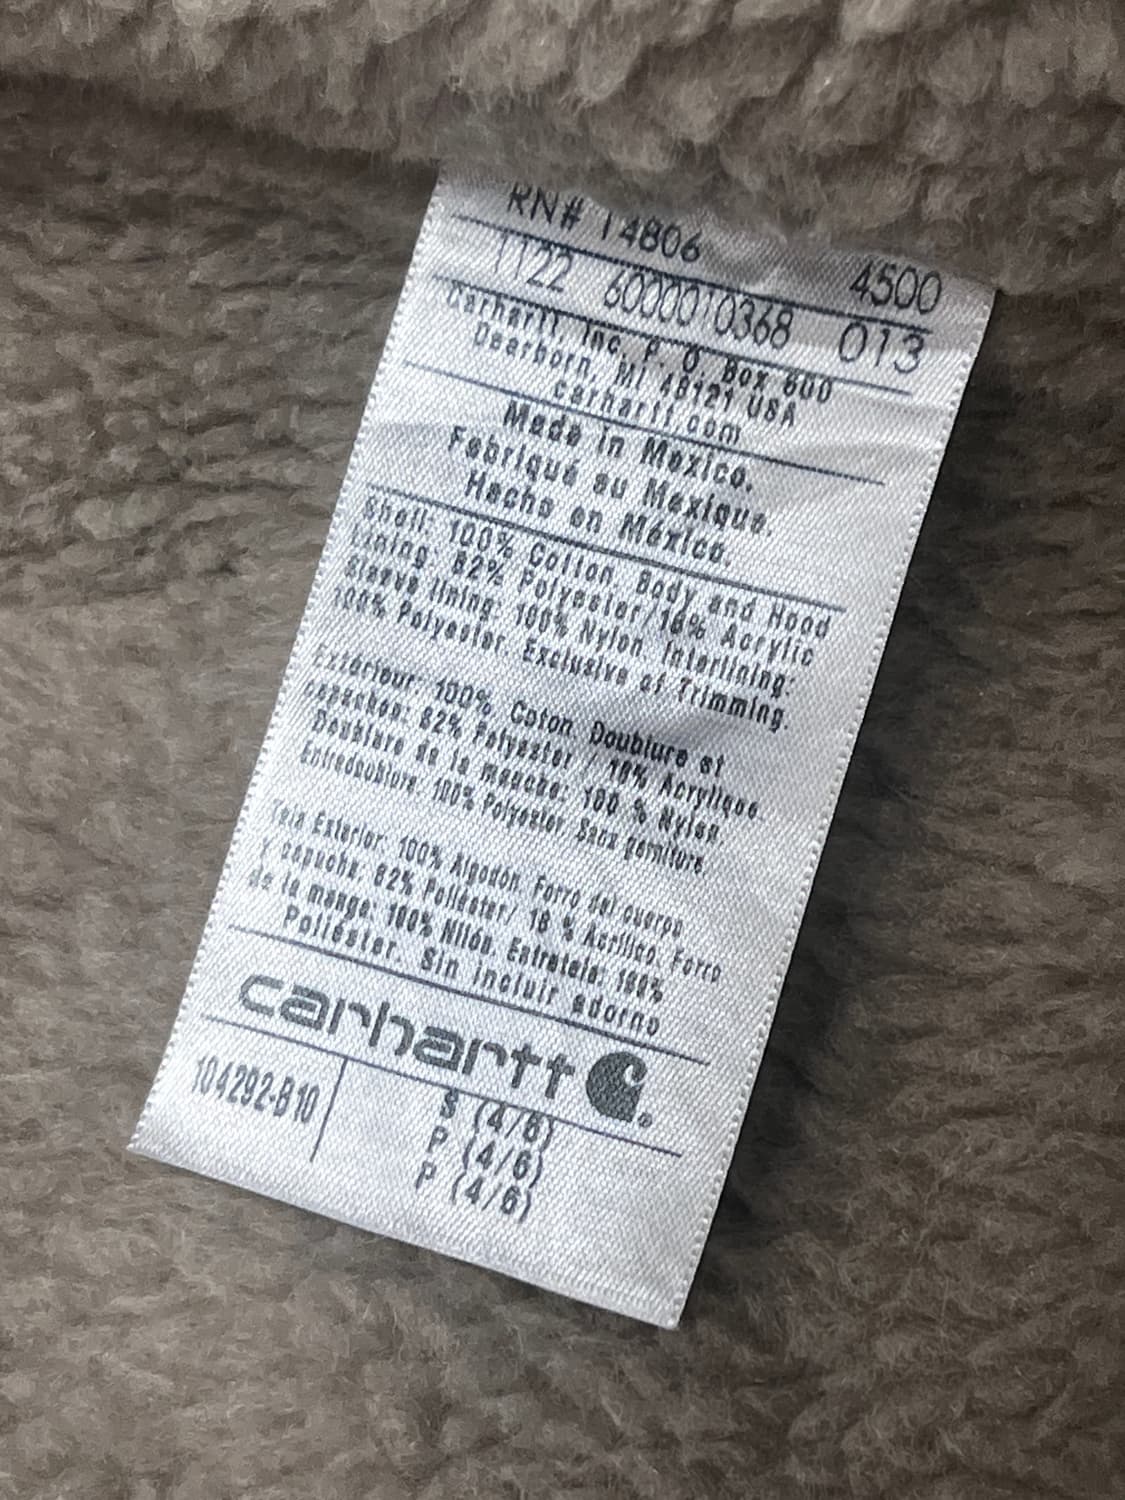 RN# 14806 4500
1122 6000010368 013
Carhartt, Inc. P. O. Box 600
Dearborn, MI 48121 USA
carhartt.com
Made in Mexico.
Fabriqué au Mexique.
Hecho en México.
Shell: 100% Cotton. Body and Hood
Lining: 82% Polyester/18% Acrylic
Sleeve lining: 100% Nylon. Interlining:
100% Polyester. Exclusive of Trimming.
Extérieur: 100% Coton Doublure et
capuchon: 82% Polyester / 18% Acrylique.
Doublure de la manche: 100 % Nylon.
Entredoublure: 100% Polyester Sans garniture
Tela Exterior: 100% Algodón. Forro del cuerpo
Y capucha: 82% Poliéster/ 18 % Acrílico. Forro
de la manga: 100% Nilón. Entretela: 100%
Poliéster. Sin incluir adorno
carhartt
104292-B10
S (4/6)
P (4/6)
P (4/6)